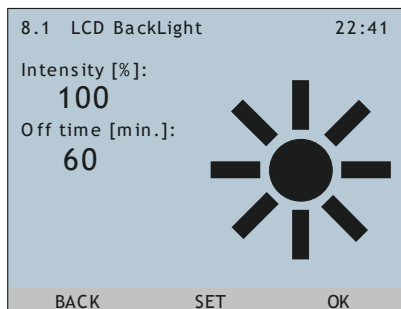 8.1 LCD BackLight 22:41
Intensity [%]:
100
Off time [min.]:
60
BACK SET OK